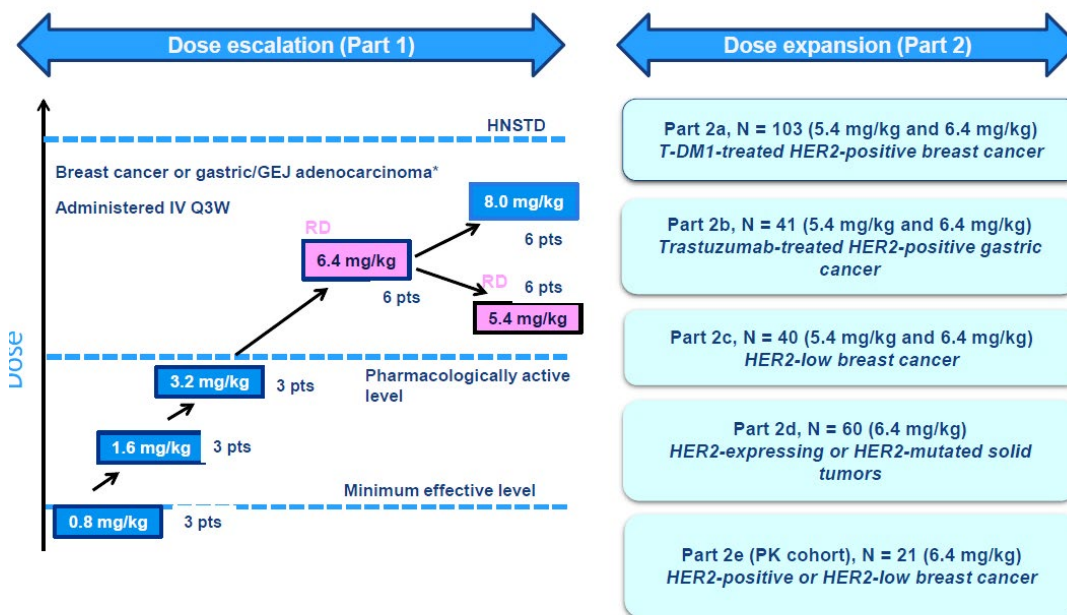 Dose escalation (Part 1)
HNSTD
Breast cancer or gastric/GEJ adenocarcinoma*
Administered IV Q3W
8.0 mg/kg
6 pts
RD
6.4 mg/kg
6 pts
RD
6 pts
5.4 mg/kg
3.2 mg/kg
3 pts
Pharmacologically active
level
1.6 mg/kg
3 pts
Minimum effective level
0.8 mg/kg
3 pts
Dose
Dose expansion (Part 2)
Part 2a, N = 103 (5.4 mg/kg and 6.4 mg/kg)
T-DM1-treated HER2-positive breast cancer
Part 2b, N = 41 (5.4 mg/kg and 6.4 mg/kg)
Trastuzumab-treated HER2-positive gastric
cancer
Part 2c, N = 40 (5.4 mg/kg and 6.4 mg/kg)
HER2-low breast cancer
Part 2d, N = 60 (6.4 mg/kg)
HER2-expressing or HER2-mutated solid
tumors
Part 2e (PK cohort), N = 21 (6.4 mg/kg)
HER2-positive or HER2-low breast cancer